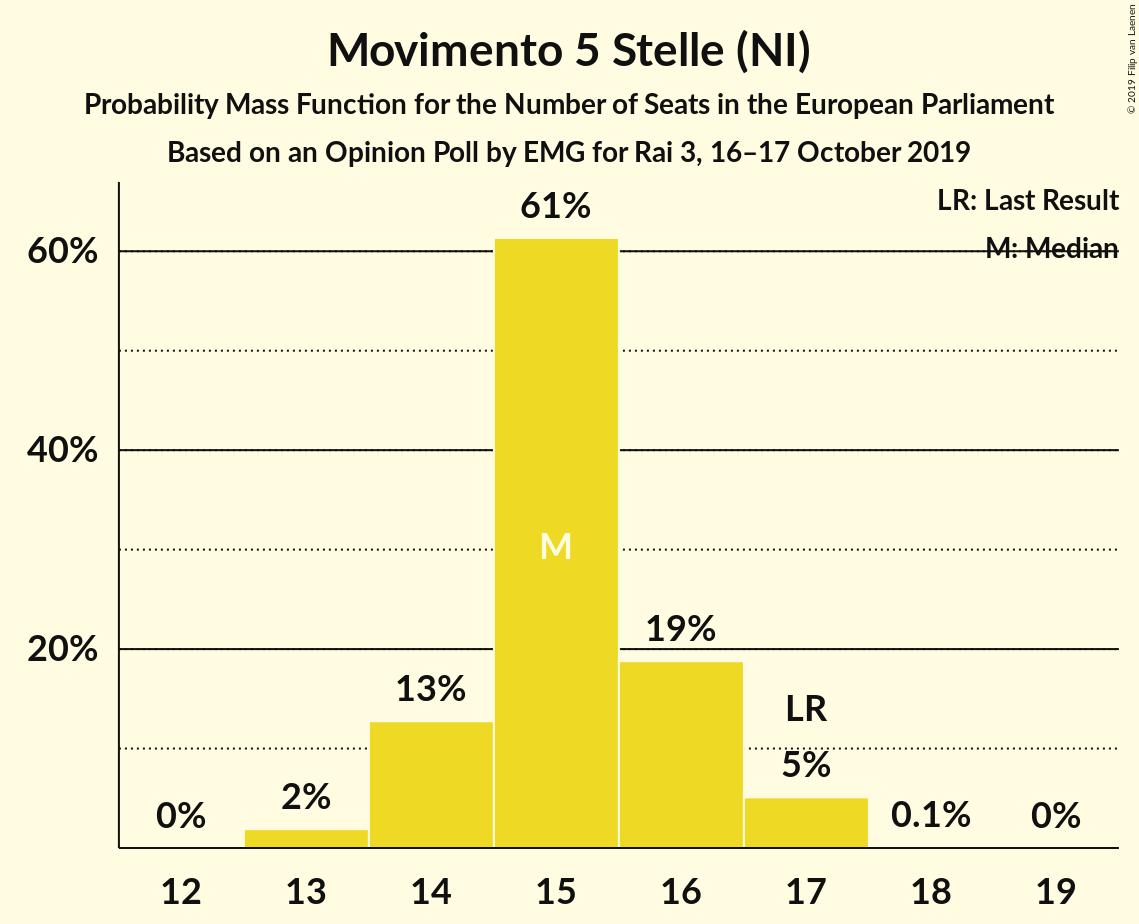 Movimento 5 Stelle (NI)
Probability Mass Function for the Number of Seats in the European Parliament
Based on an Opinion Poll by EMG for Rai 3, 16–17 October 2019
© 2019 Filip van Laenen
LR: Last Result
M: Median
60%
40%
20%
0%
2%
13%
61%
M
19%
LR
5%
0.1%
0%
12 13 14 15 16 17 18 19